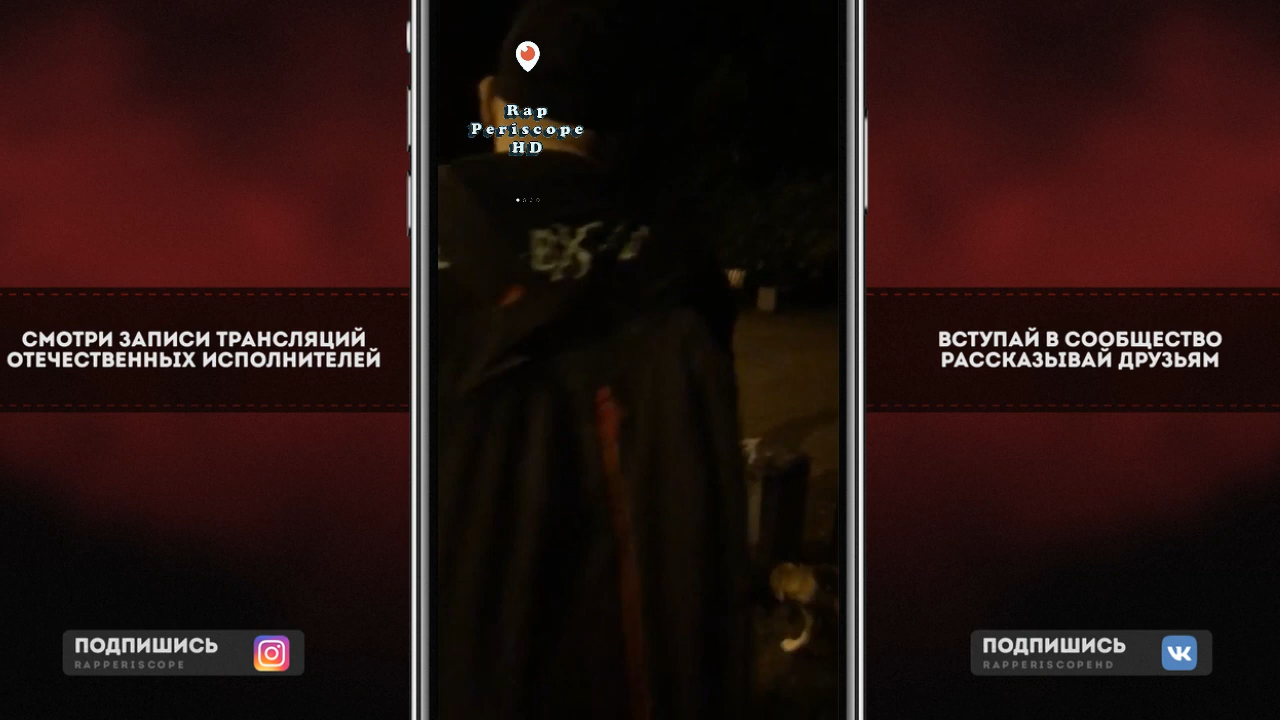 Rap
Periscope
HD
СМОТРИ ЗАПИСИ ТРАНСЛЯЦИЙ
ОТЕЧЕСТВЕННЫХ ИСПОЛНИТЕЛЕЙ
ВСТУПАЙ В СООБЩЕСТВО
РАССКАЗЫВАЙ ДРУЗЬЯМ
ПОДПИШИСЬ
RAPPERISCOPE
ПОДПИШИСЬ
RAPPERISCOPEHD